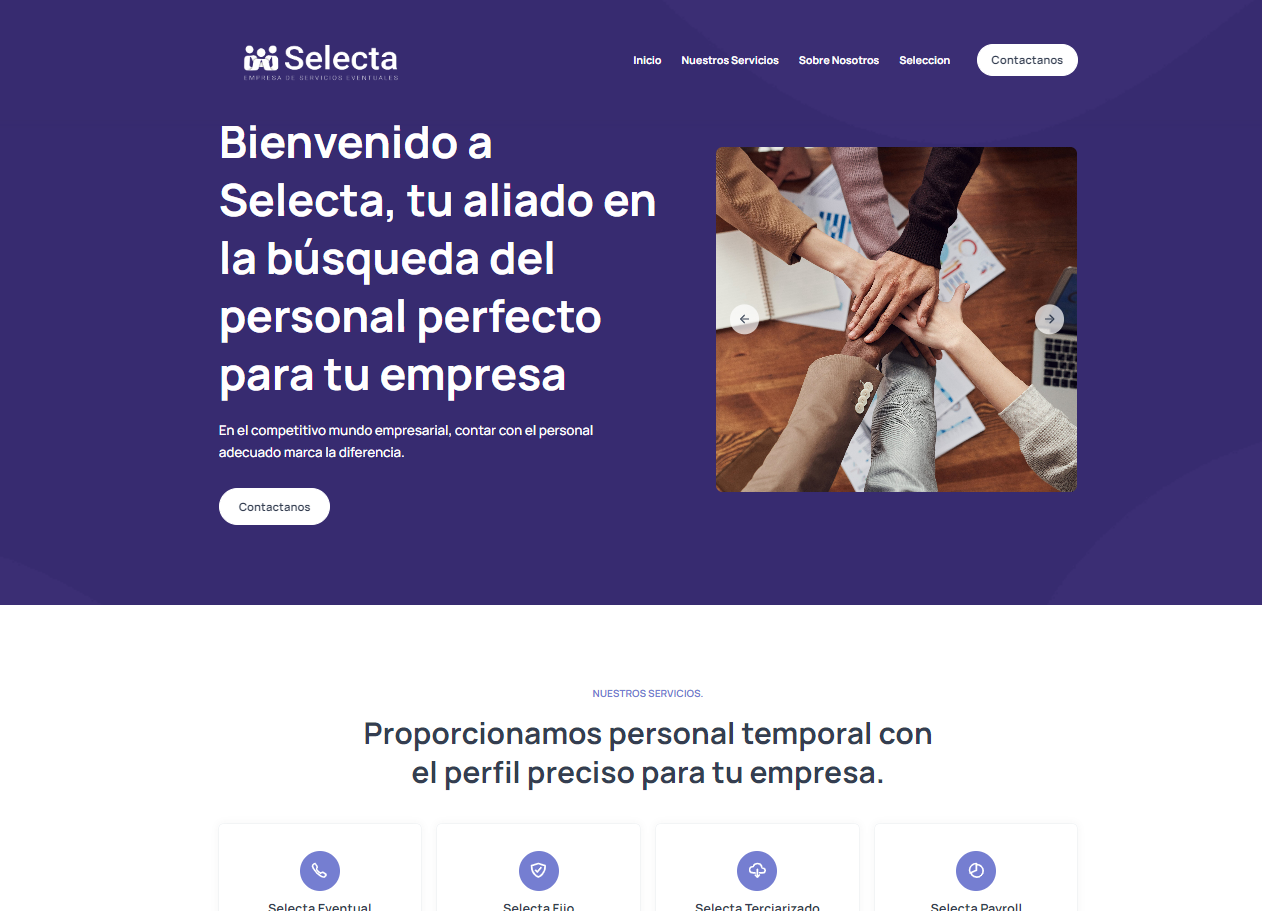 Selecta
EMPRESA DE SERVICIOS EVENTUALES
Inicio
Nuestros Servicios
Sobre Nosotros
Seleccion
Contactanos
Bienvenido a
Selecta, tu aliado en
la búsqueda del
personal perfecto
para tu empresa
En el competitivo mundo empresarial, contar con el personal
adecuado marca la diferencia.
Contactanos
NUESTROS SERVICIOS.
Proporcionamos personal temporal con
el perfil preciso para tu empresa.
Selecta Eventual
Selecta Fijo
Selecta Terciarizado
Selecta Payroll